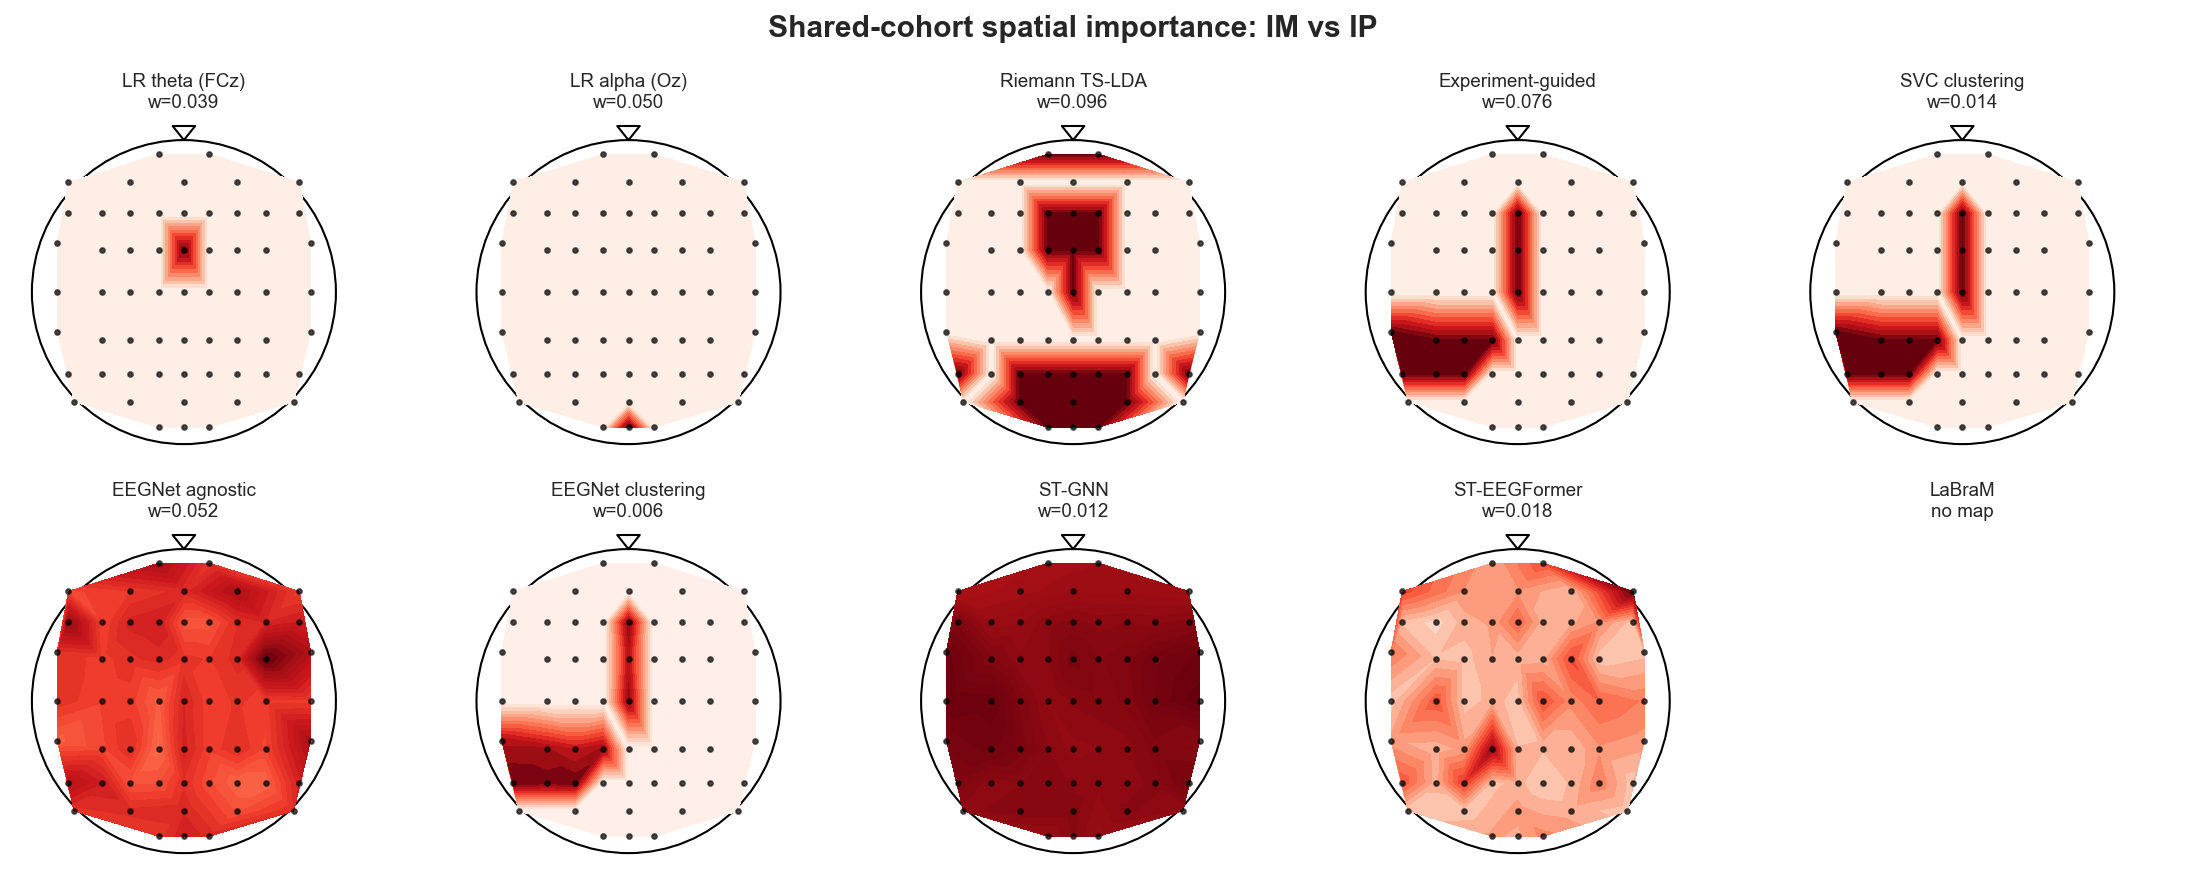 Shared-cohort spatial importance: IM vs IP
LR theta (FCz)
w=0.039
LR alpha (Oz)
w=0.050
Riemann TS-LDA
w=0.096
Experiment-guided
w=0.076
SVC clustering
w=0.014
EEGNet agnostic
w=0.052
EEGNet clustering
w=0.006
ST-GNN
w=0.012
ST-EEGFormer
w=0.018
LaBraM
no map